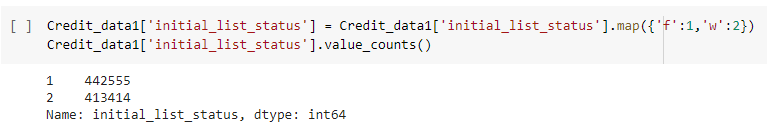 [ ] Credit_data1['initial_list_status'] = Credit_data1['initial_list_status'].map({'f':1,'w':2})
Credit_data1['initial_list_status'].value_counts()
1    442555
2    413414
Name: initial_list_status, dtype: int64